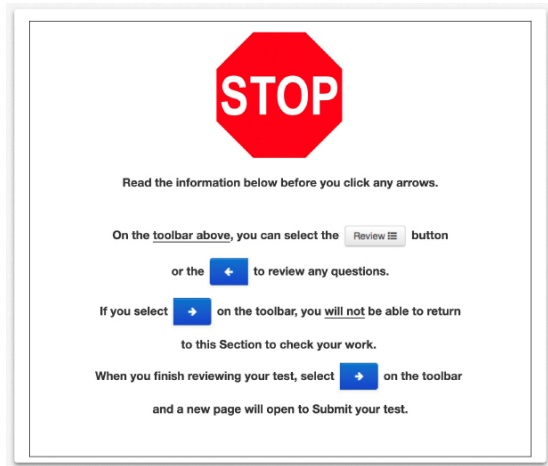 STOP
Read the information below before you click any arrows.
On the toolbar above, you can select the Review button
or the ← to review any questions.
If you select → on the toolbar, you will not be able to return
to this Section to check your work.
When you finish reviewing your test, select → on the toolbar
and a new page will open to Submit your test.